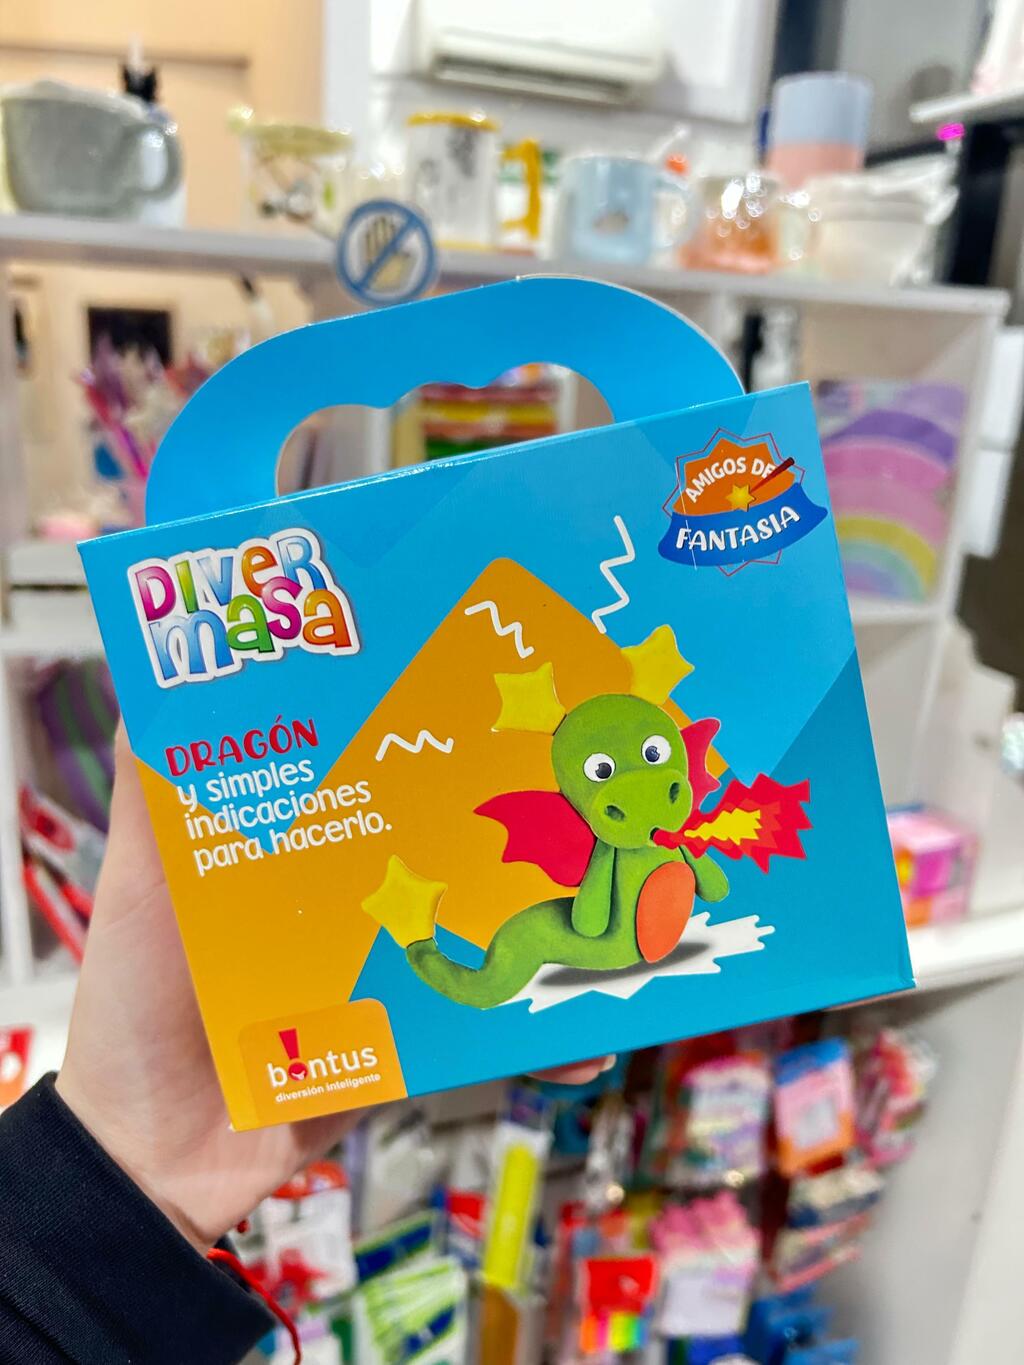 AMIGOS DE
FANTASIA
DIVER
masa
DRAGÓN
y simples
indicaciones
para hacerlo.
bontus
diversión inteligente